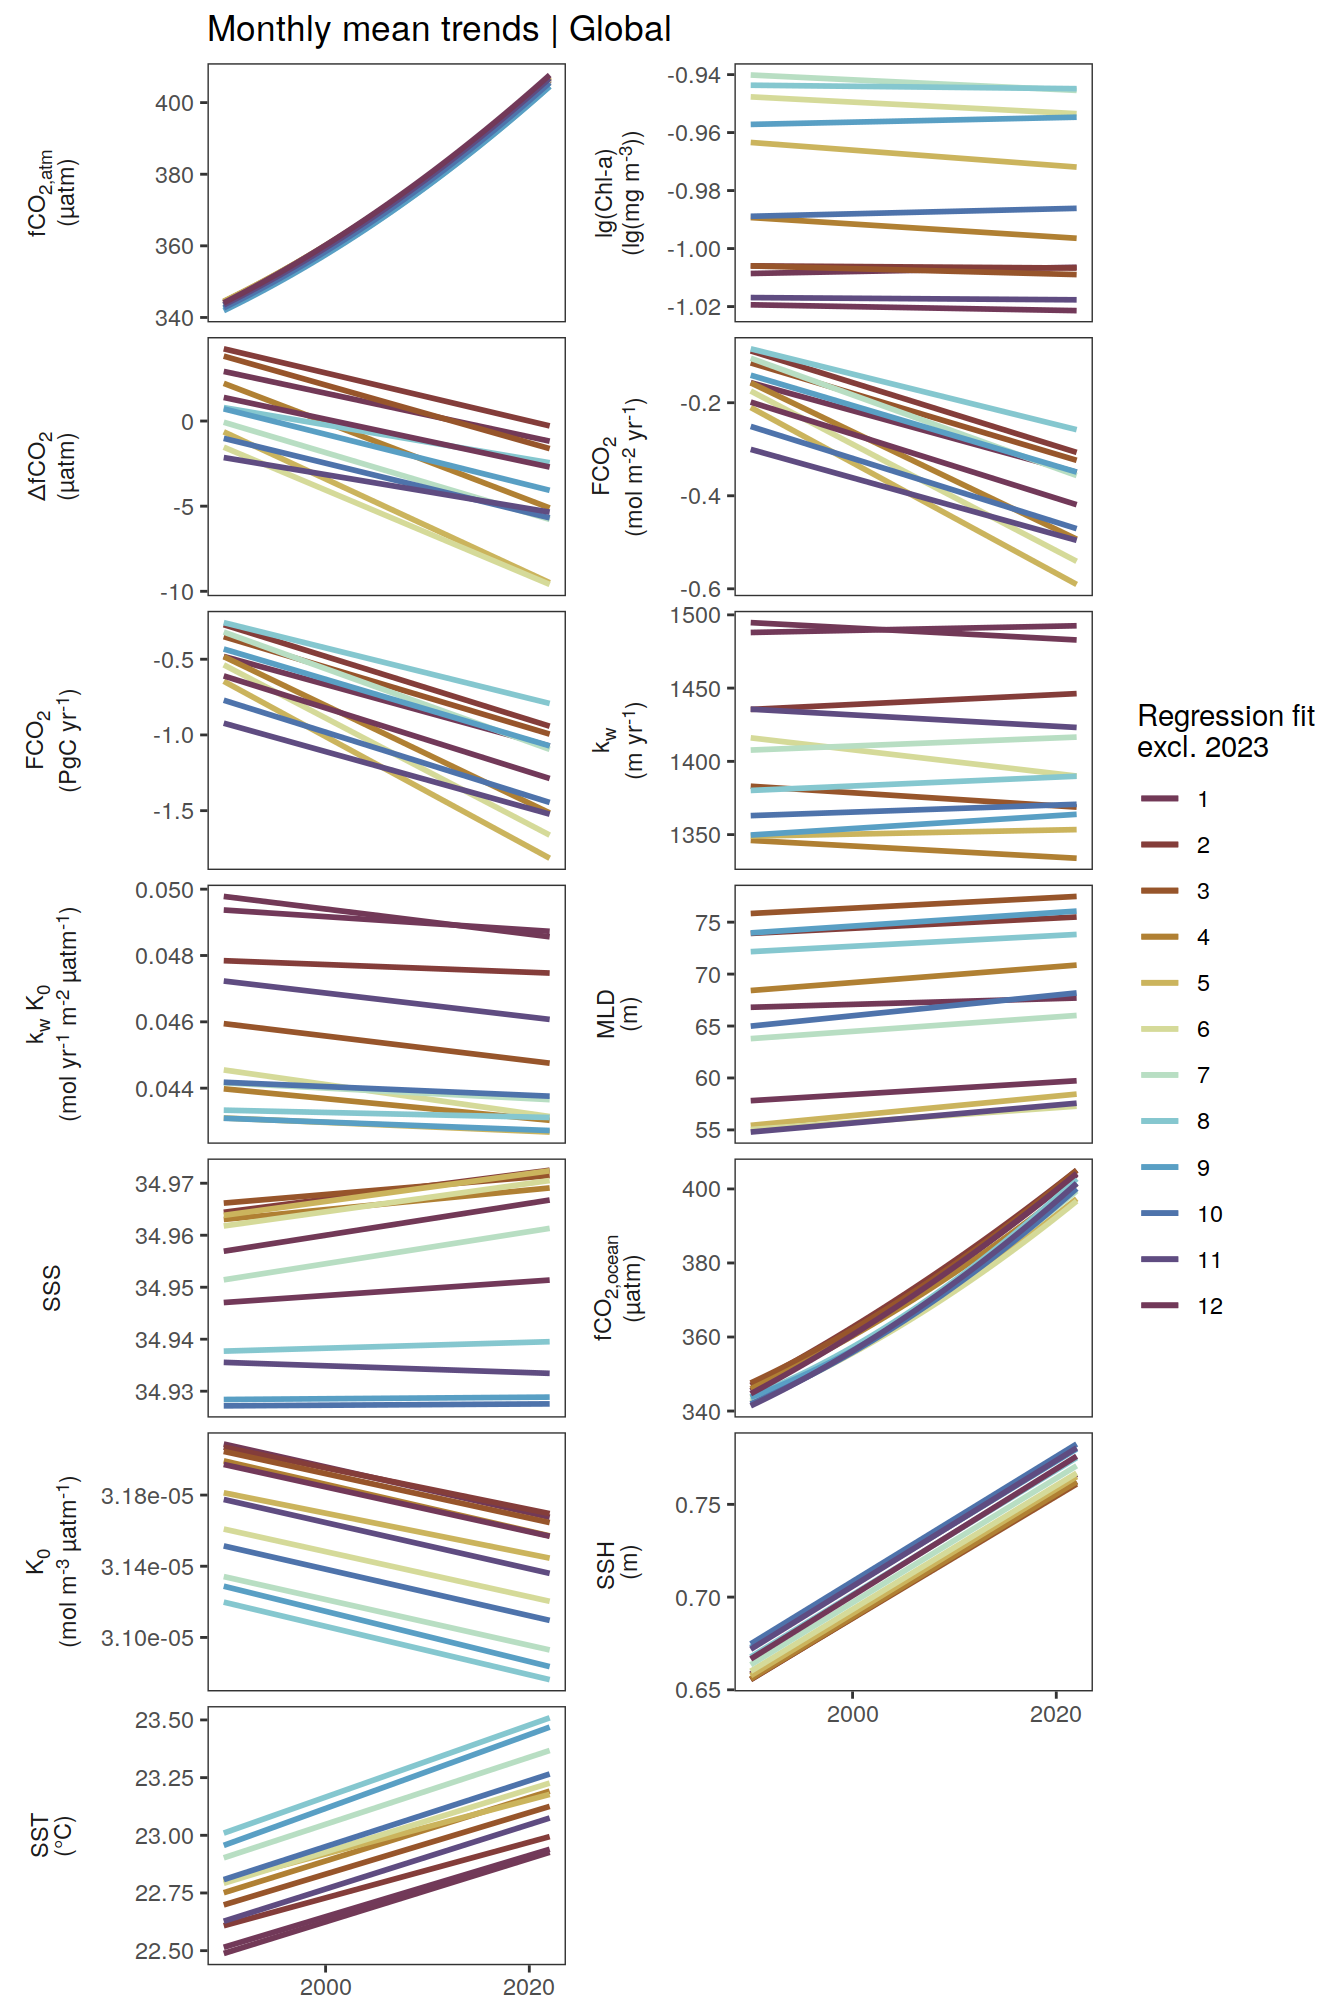 Monthly mean trends | Global
fCO2,atm
(µatm)
400
380
360
340
lg(Chl-a)
(lg(mg m-3))
-0.94
-0.96
-0.98
-1.00
-1.02
ΔfCO2
(µatm)
0
-5
-10
FCO2
(mol m-2 yr-1)
-0.2
-0.4
-0.6
FCO2
(PgC yr-1)
-0.5
-1.0
-1.5
kw
(m yr-1)
1500
1450
1400
1350
kw K0
(mol yr-1 m-2 µatm-1)
0.050
0.048
0.046
0.044
MLD
(m)
75
70
65
60
55
SSS
34.97
34.96
34.95
34.94
34.93
fCO2,ocean
(µatm)
400
380
360
340
K0
(mol m-3 µatm-1)
3.18e-05
3.14e-05
3.10e-05
SSH
(m)
0.75
0.70
0.65
2000
2020
SST
(°C)
23.50
23.25
23.00
22.75
22.50
2000
2020
Regression fit
excl. 2023
1
2
3
4
5
6
7
8
9
10
11
12